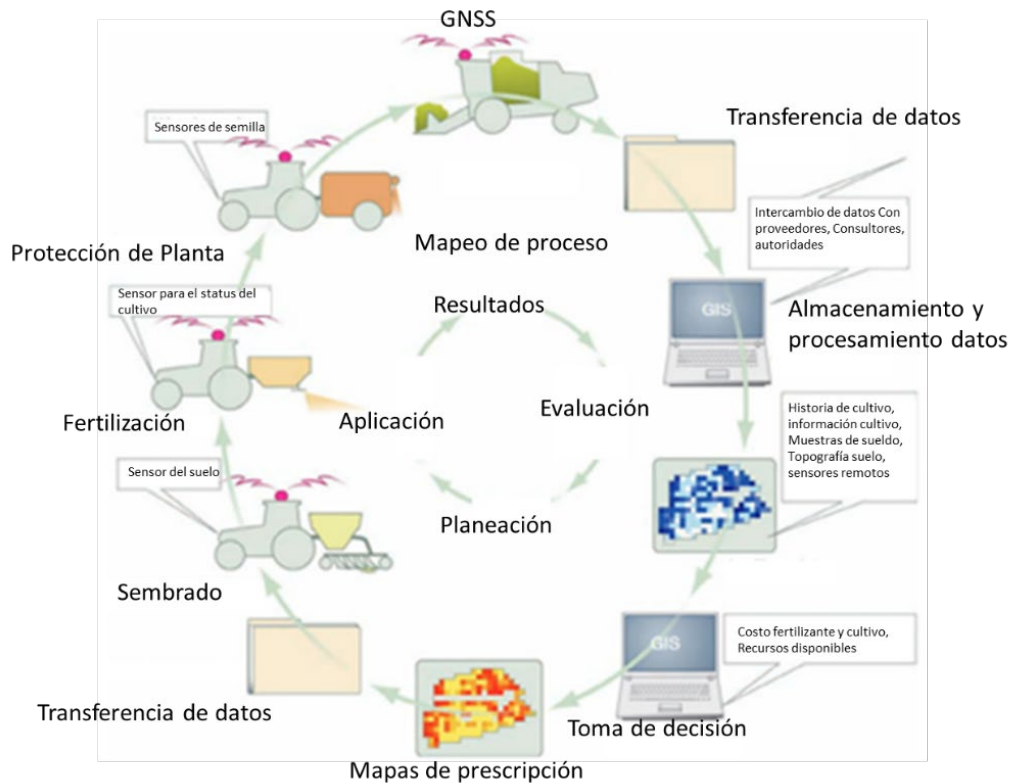 GNSS
Sensores de semilla
Transferencia de datos
Intercambio de datos Con
proveedores, Consultores,
autoridades
Protección de Planta
Mapeo de proceso
Sensor para el status del
cultivo
Resultados
GIS
Almacenamiento y
procesamiento datos
Fertilización
Aplicación
Evaluación
Historia de cultivo,
información cultivo,
Muestras de sueldo,
Topografía suelo,
sensores remotos
Sensor del suelo
Planeación
Sembrado
GIS
Costo fertilizante y cultivo,
Recursos disponibles
Transferencia de datos
Toma de decisión
Mapas de prescripción